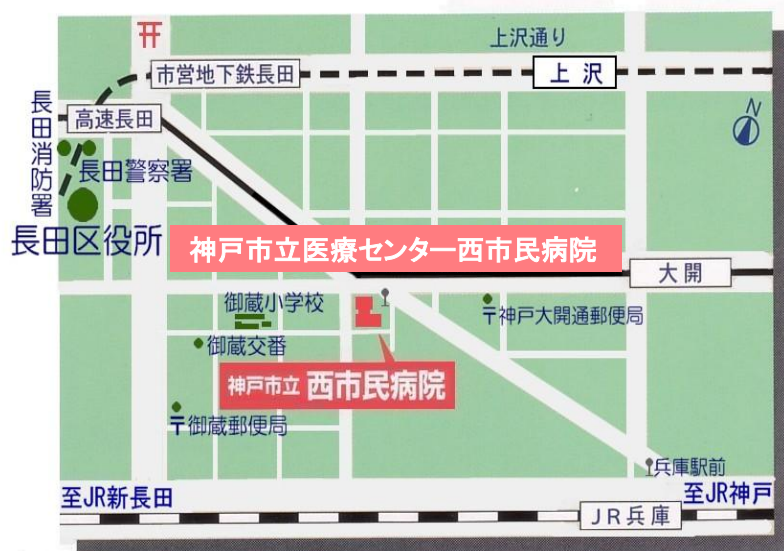 上沢通り
市営地下鉄長田
上沢
N
高速長田
長田消防署
長田警察署
長田区役所
神戸市立医療センター西市民病院
大開
御蔵小学校
〒神戸大開通郵便局
御蔵交番
神戸市立 西市民病院
〒御蔵郵便局
兵庫駅前
至JR新長田
至JR神戸
JR兵庫